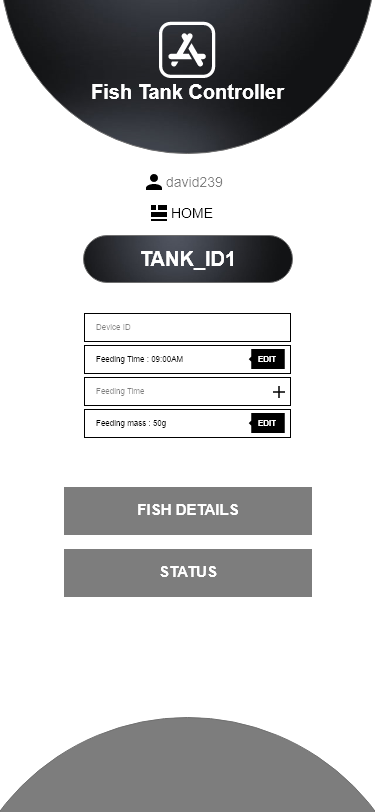 Fish Tank Controller
david239
HOME
TANK_ID1
Device ID
Feeding Time : 09:00AM
EDIT
Feeding Time
Feeding mass : 50g
EDIT
FISH DETAILS
STATUS